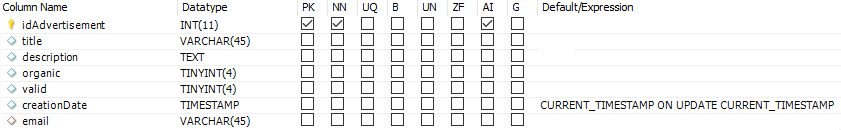 Column Name Datatype PK NN UQ B UN ZF AI G Default/Expression
idAdvertisement INT(11)
title VARCHAR(45)
description TEXT
organic TINYINT(4)
valid TINYINT(4)
creationDate TIMESTAMP CURRENT_TIMESTAMP ON UPDATE CURRENT_TIMESTAMP
email VARCHAR(45)